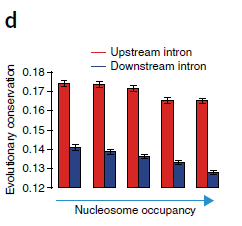 d
Upstream intron
Downstream intron
Evolutionary conservation
0.18
0.17
0.16
0.15
0.14
0.13
0.12
Nucleosome occupancy